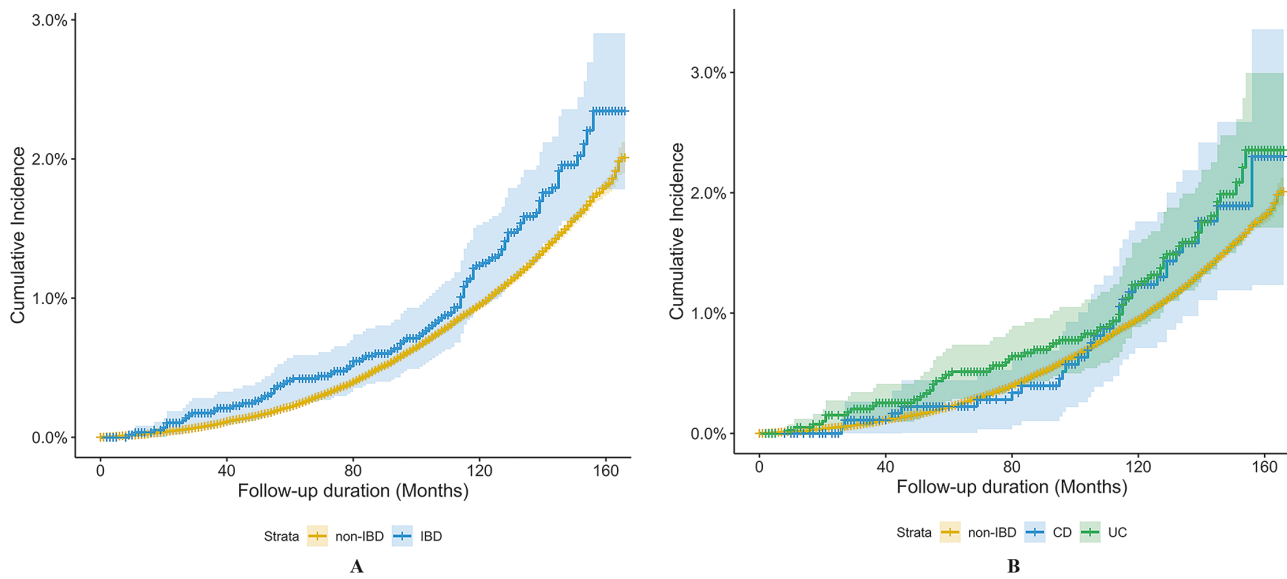 3.0%
2.0%
1.0%
0.0%
Cumulative Incidence
0 40 80 120 160
Follow-up duration (Months)
Strata non-IBD IBD
A
3.0%
2.0%
1.0%
0.0%
Cumulative Incidence
0 40 80 120 160
Follow-up duration (Months)
Strata non-IBD CD UC
B